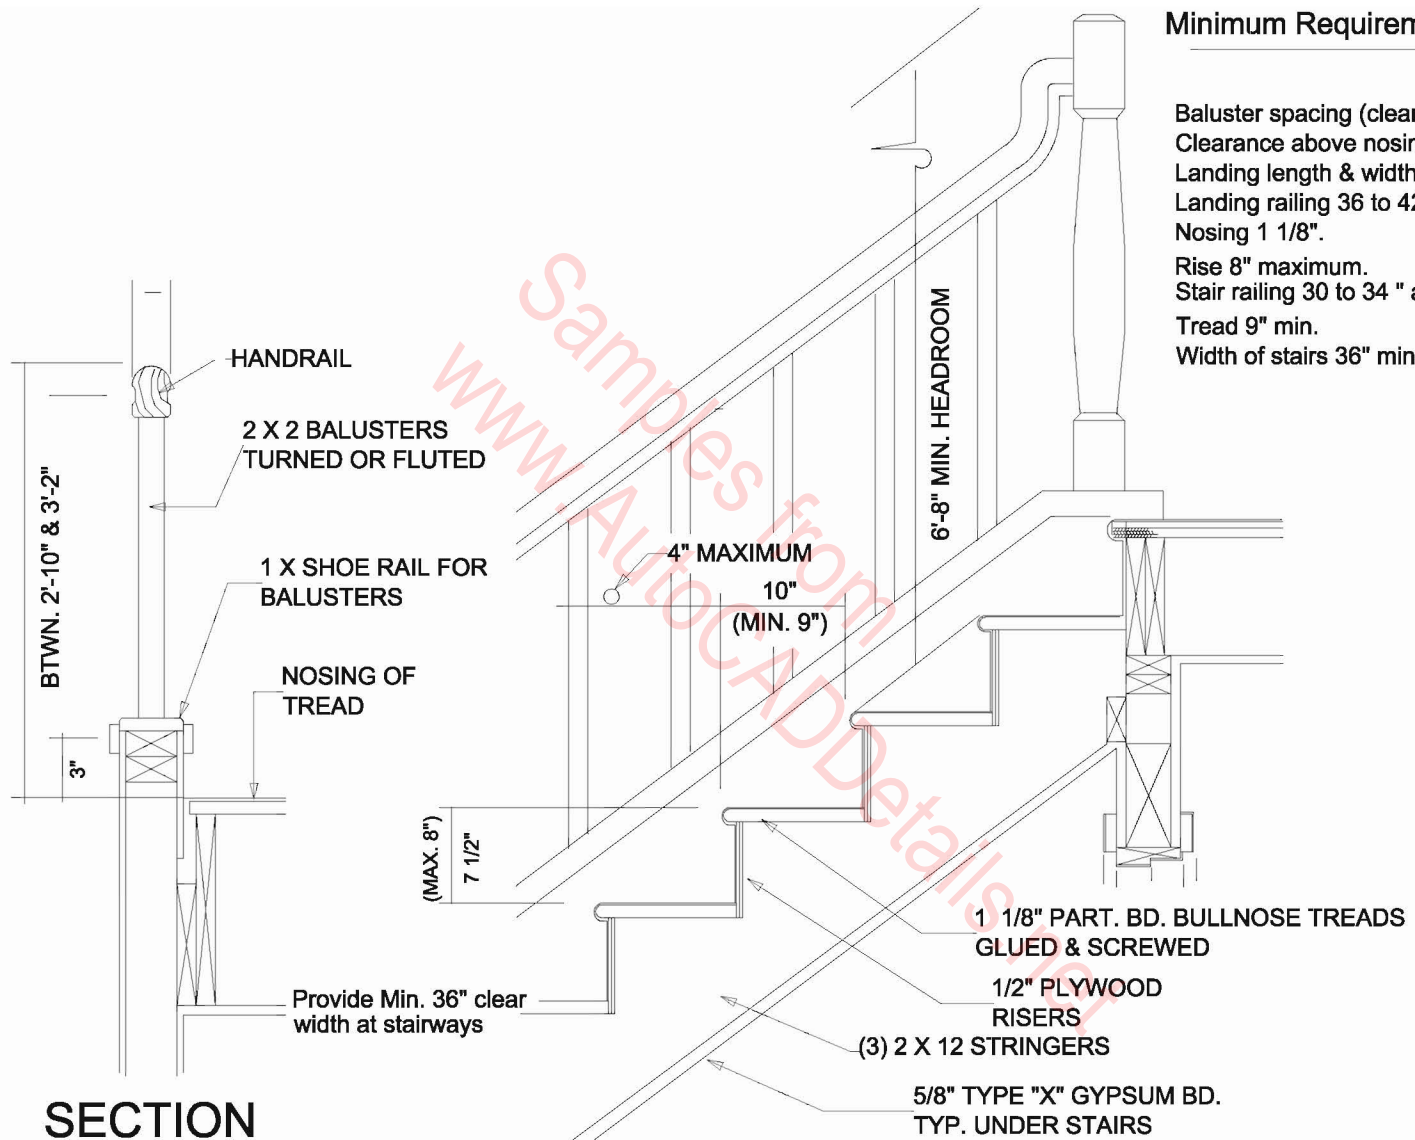 Minimum Requirem
Baluster spacing (clear
Clearance above nosin
Landing length & width
Landing railing 36 to 42
Nosing 1 1/8".
Rise 8" maximum.
Stair railing 30 to 34 " a
Tread 9" min.
Width of stairs 36" min
HANDRAIL
2 X 2 BALUSTERS
TURNED OR FLUTED
BTWN. 2'-10" & 3'-2"
1 X SHOE RAIL FOR
BALUSTERS
NOSING OF
TREAD
3"
6'-8" MIN. HEADROOM
4" MAXIMUM
10"
(MIN. 9")
(MAX. 8")
7 1/2"
Samples from
www.AutoCADDetails.net
1 1/8" PART. BD. BULLNOSE TREADS
GLUED & SCREWED
1/2" PLYWOOD
RISERS
(3) 2 X 12 STRINGERS
5/8" TYPE "X" GYPSUM BD.
TYP. UNDER STAIRS
Provide Min. 36" clear
width at stairways
SECTION